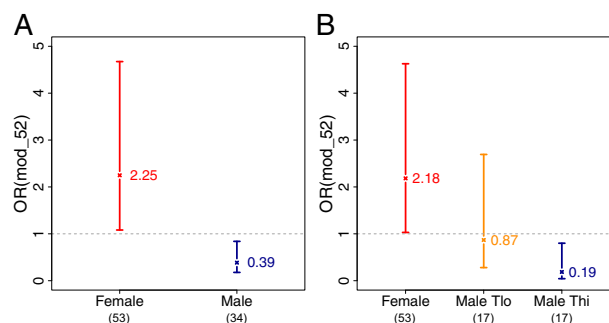 A
OR(mod_52)
5
4
3
2
1
0
2.25
0.39
Female
(53)
Male
(34)
B
OR(mod_52)
5
4
3
2
1
0
2.18
0.87
0.19
Female
(53)
Male Tlo
(17)
Male Thi
(17)